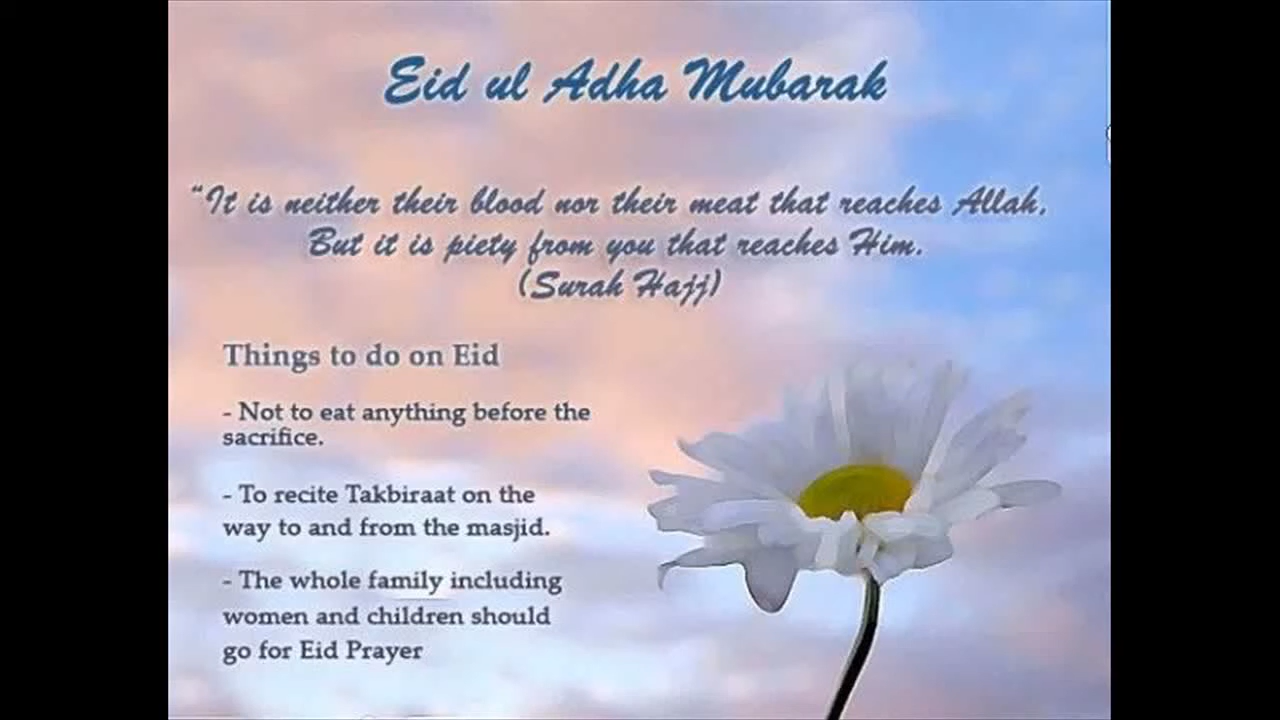 Eid ul Adha Mubarak
“It is neither their blood nor their meat that reaches Allah,
But it is piety from you that reaches Him.
(Surah Hajj)
Things to do on Eid
- Not to eat anything before the
sacrifice.
- To recite Takbiraat on the
way to and from the masjid.
- The whole family including
women and children should
go for Eid Prayer